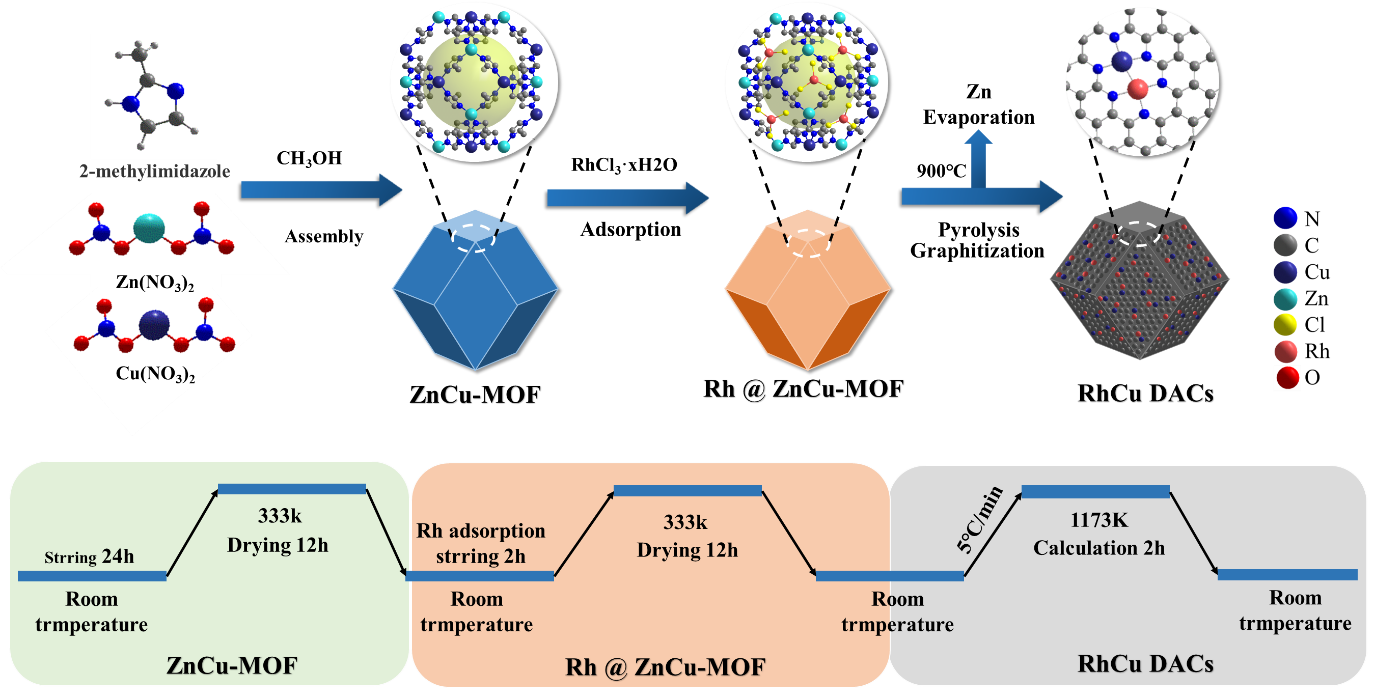 2-methylimidazole
Zn(NO₃)₂
Cu(NO₃)₂
CH₃OH
Assembly
ZnCu-MOF
RhCl₃·xH2O
Adsorption
Rh @ ZnCu-MOF
Zn
Evaporation
900°C
Pyrolysis
Graphitization
RhCu DACs
N
C
Cu
Zn
Cl
Rh
O
Strring 24h
Room
trmperature
333k
Drying 12h
ZnCu-MOF
Rh adsorption
strring 2h
Room
trmperature
333k
Drying 12h
Rh @ ZnCu-MOF
Room
trmperature
5°C/min
1173K
Calculation 2h
Room
trmperature
RhCu DACs